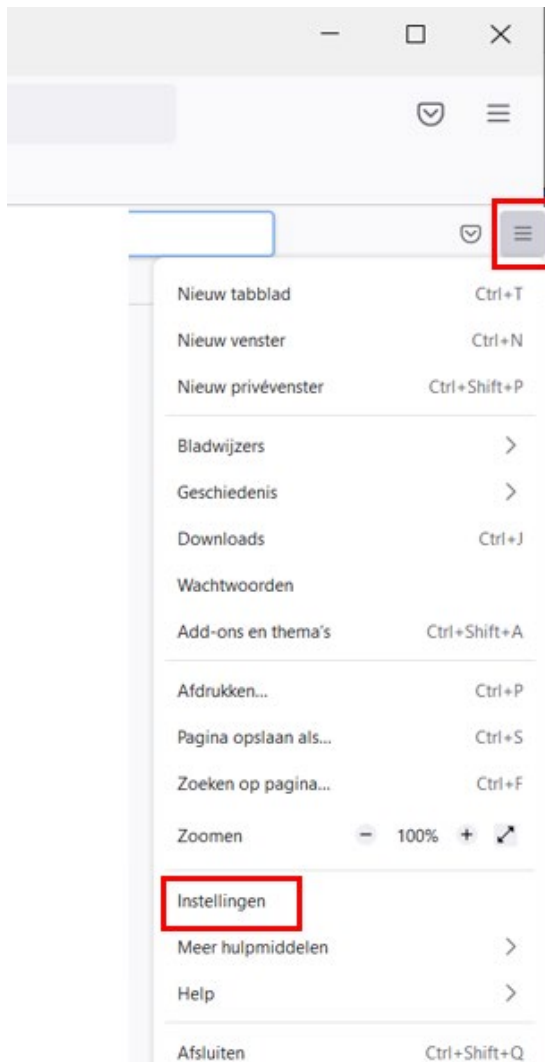 Nieuw tabblad Ctrl+T
Nieuw venster Ctrl+N
Nieuw privévenster Ctrl+Shift+P
Bladwijzers
Geschiedenis
Downloads Ctrl+J
Wachtwoorden
Add-ons en thema's Ctrl+Shift+A
Afdrukken... Ctrl+P
Pagina opslaan als... Ctrl+S
Zoeken op pagina... Ctrl+F
Zoomen − 100% +
Instellingen
Meer hulpmiddelen
Help
Afsluiten Ctrl+Shift+Q